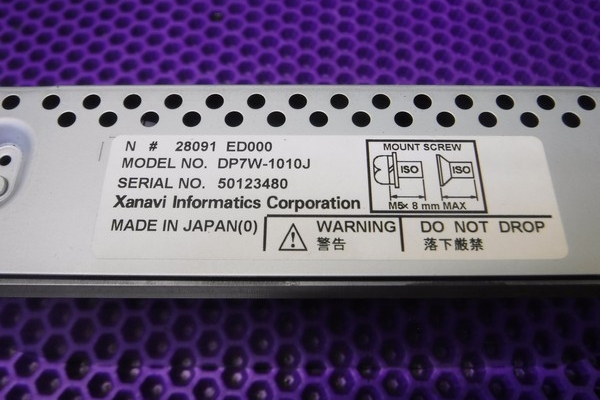 N # 28091 ED000
MODEL NO. DP7W-1010J
SERIAL NO. 50123480
Xanavi Informatics Corporation
MADE IN JAPAN(0)
MOUNT SCREW
ISO ISO
M5× 8 mm MAX
WARNING
警告
DO NOT DROP
落下厳禁